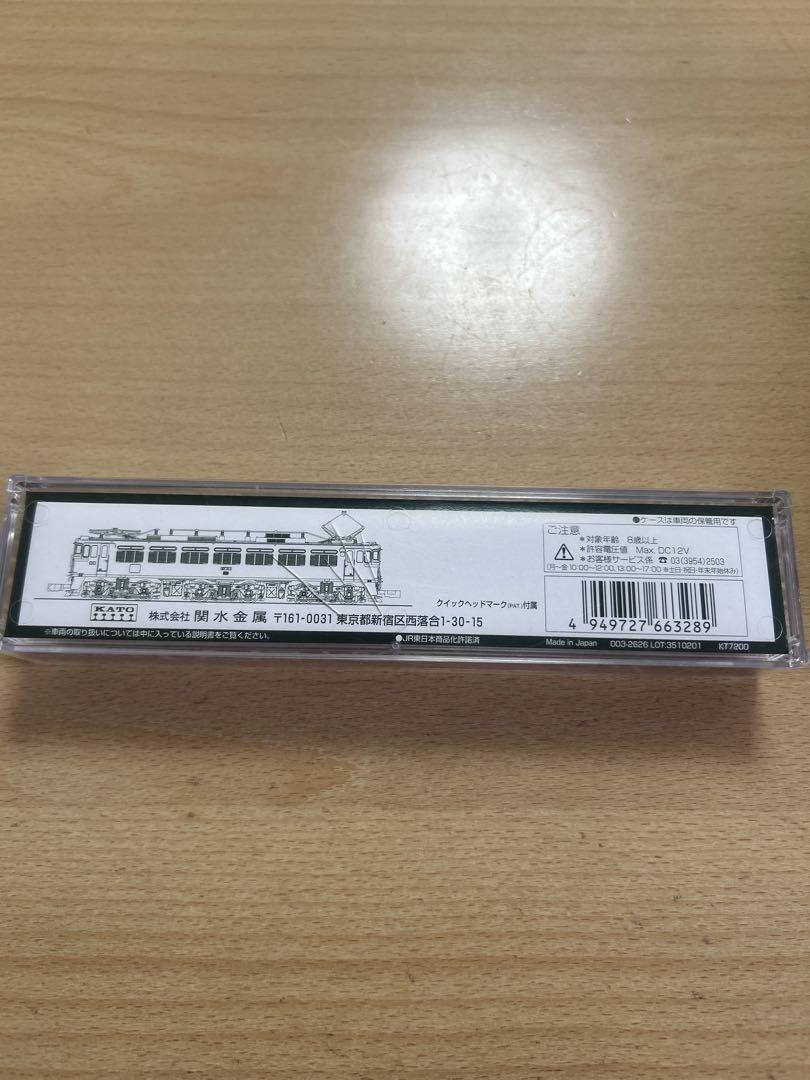 ●ケースは車両の保管用です
ご注意
*対象年齢 8歳以上
*許容電圧値 Max. DC12V
*お客様サービス係 ☎ 03(3954)2503
(月〜金 10:00〜12:00, 13:00〜17:00 *土・日・祝日・年末年始休み)
クイックヘッドマーク(PAT.)付属
KATO
株式会社 関水金属 〒161-0031 東京都新宿区西落合1-30-15
4 949727 663289
※車両の取り扱いについては中に入っている説明書をご覧ください。
●JR東日本商品化許諾済
Made in Japan 003-2626 LOT:3510201 KT7200